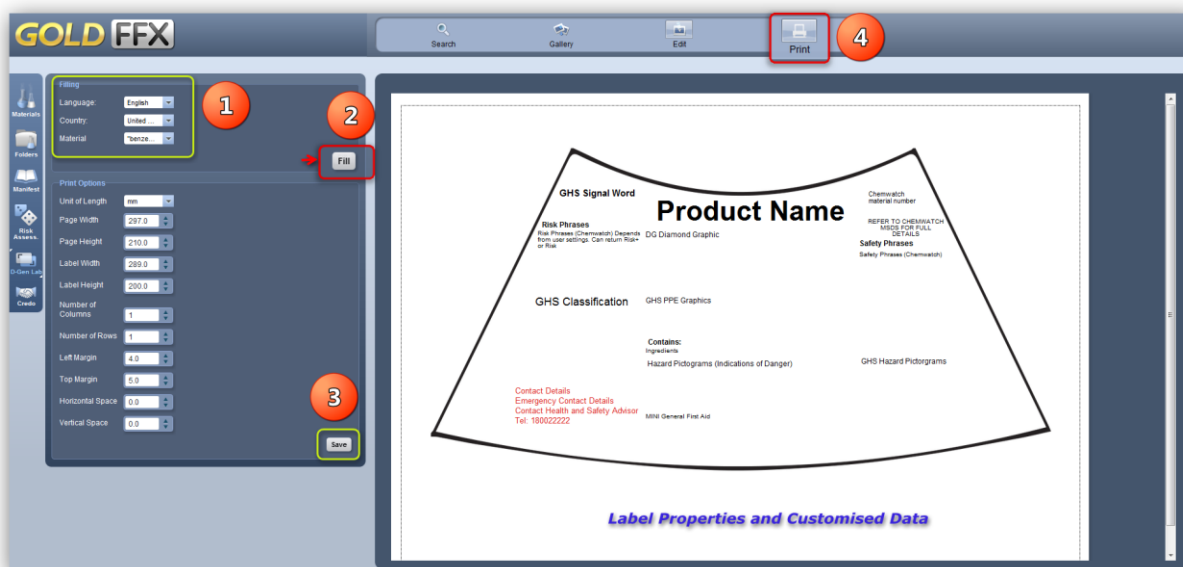 GOLD FFX
Search
Gallery
Edit
Print
4
Materials
Folders
Manifest
Risk
Assess.
D-Gen Lab
Credo
Filling
Language: English
Country: United ...
Material "benze...
1
2
Fill
Print Options
Unit of Length mm
Page Width 297.0
Page Height 210.0
Label Width 289.0
Label Height 200.0
Number of
Columns 1
Number of Rows 1
Left Margin 4.0
Top Margin 5.0
Horizontal Space 0.0
Vertical Space 0.0
3
Save
GHS Signal Word
Product Name
Chemwatch
material number
Risk Phrases
Risk Phrases (Chemwatch) Depends
from user settings. Can return Risk+
or Risk
DG Diamond Graphic
REFER TO CHEMWATCH
MSDS FOR FULL
DETAILS
Safety Phrases
Safety Phrases (Chemwatch)
GHS Classification
GHS PPE Graphics
Contains:
Ingredients
Hazard Pictograms (Indications of Danger)
GHS Hazard Pictorgrams
Contact Details
Emergency Contact Details
Contact Health and Safety Advisor
Tel: 180022222
MINI General First Aid
Label Properties and Customised Data